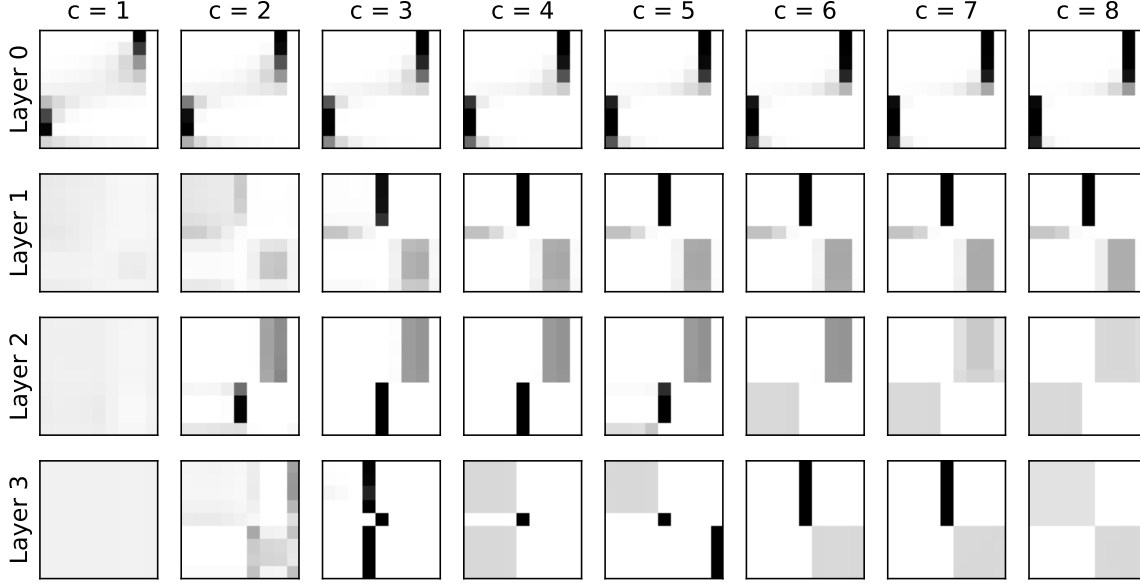 c = 1 c = 2 c = 3 c = 4 c = 5 c = 6 c = 7 c = 8
Layer 0
Layer 1
Layer 2
Layer 3